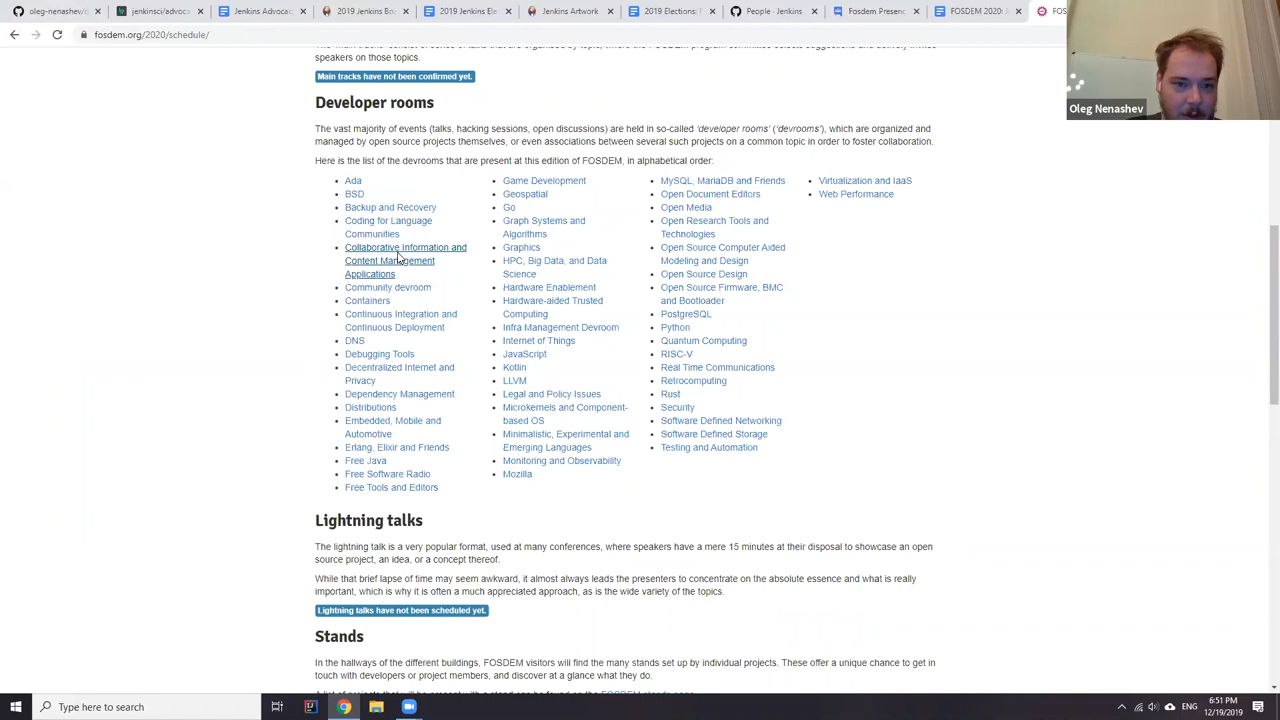 oleg-nenashev/
jenkinsci/advoca
Jenkins Advocac
Jenkins Board: 2
2019 Jenkins Ele
Jenkins Artwork
2019 Elections:
People · Jenkins
Fosdem Presenc
FOSDEM 2020:
FOSDEM
fosdem.org/2020/schedule/
speakers on those topics.
Main tracks have not been confirmed yet.
Developer rooms
The vast majority of events (talks, hacking sessions, open discussions) are held in so-called 'developer rooms' ('devrooms'), which are organized and
managed by open source projects themselves, or even associations between several such projects on a common topic in order to foster collaboration.
Here is the list of the devrooms that are present at this edition of FOSDEM, in alphabetical order:
Ada
BSD
Backup and Recovery
Coding for Language
Communities
Collaborative Information and
Content Management
Applications
Community devroom
Containers
Continuous Integration and
Continuous Deployment
DNS
Debugging Tools
Decentralized Internet and
Privacy
Dependency Management
Distributions
Embedded, Mobile and
Automotive
Erlang, Elixir and Friends
Free Java
Free Software Radio
Free Tools and Editors
Game Development
Geospatial
Go
Graph Systems and
Algorithms
Graphics
HPC, Big Data, and Data
Science
Hardware Enablement
Hardware-aided Trusted
Computing
Infra Management Devroom
Internet of Things
JavaScript
Kotlin
LLVM
Legal and Policy Issues
Microkernels and Component-
based OS
Minimalistic, Experimental and
Emerging Languages
Monitoring and Observability
Mozilla
MySQL, MariaDB and Friends
Open Document Editors
Open Media
Open Research Tools and
Technologies
Open Source Computer Aided
Modeling and Design
Open Source Design
Open Source Firmware, BMC
and Bootloader
PostgreSQL
Python
Quantum Computing
RISC-V
Real Time Communications
Retrocomputing
Rust
Security
Software Defined Networking
Software Defined Storage
Testing and Automation
Virtualization and IaaS
Web Performance
Lightning talks
The lightning talk is a very popular format, used at many conferences, where speakers have a mere 15 minutes at their disposal to showcase an open
source project, an idea, or a concept thereof.
While that brief lapse of time may seem awkward, it almost always leads the presenters to concentrate on the absolute essence and what is really
important, which is why it is often a much appreciated approach, as is the wide variety of the topics.
Lightning talks have not been scheduled yet.
Stands
In the hallways of the different buildings, FOSDEM visitors will find the many stands set up by individual projects. These offer a unique chance to get in
touch with developers or project members, and discover at a glance what they do.
Oleg Nenashev
Type here to search
ENG
6:51 PM
12/19/2019